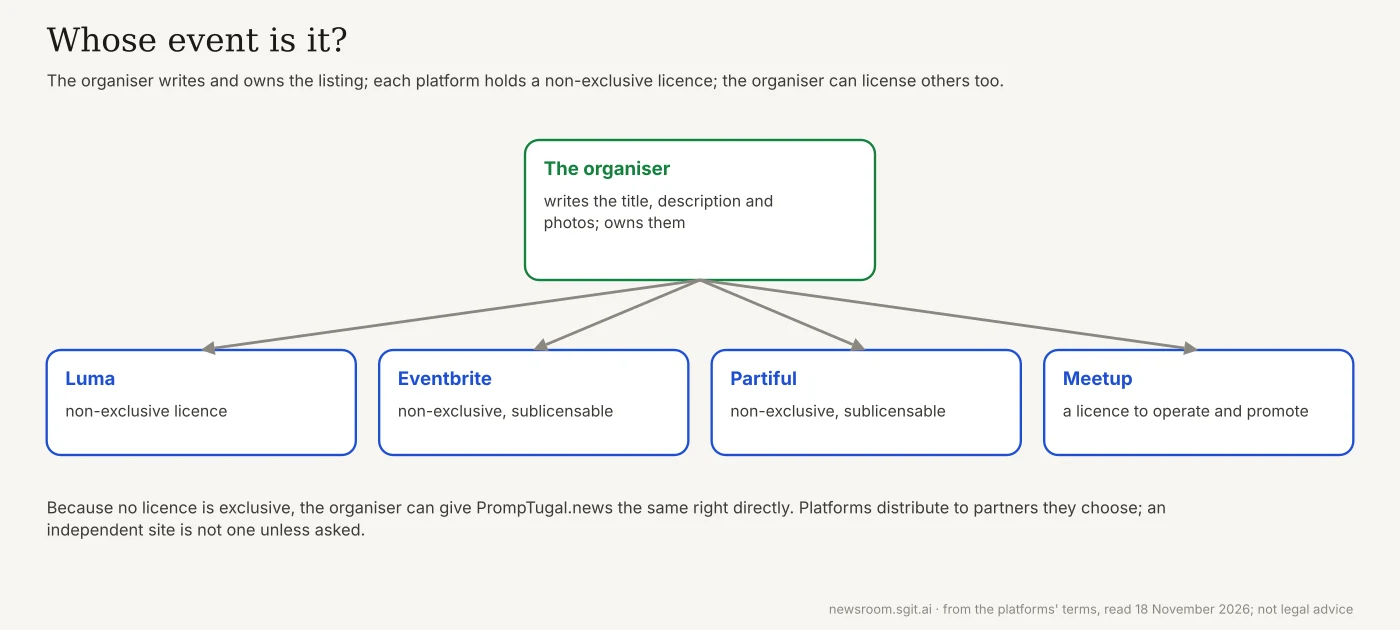 Whose event is it?
The organiser writes and owns the listing; each platform holds a non-exclusive licence; the organiser can license others too.
The organiser
writes the title, description and
photos; owns them
Luma
non-exclusive licence
Eventbrite
non-exclusive, sublicensable
Partiful
non-exclusive, sublicensable
Meetup
a licence to operate and promote
Because no licence is exclusive, the organiser can give PrompTugal.news the same right directly. Platforms distribute to partners they choose; an
independent site is not one unless asked.
newsroom.sgit.ai · from the platforms' terms, read 18 November 2026; not legal advice